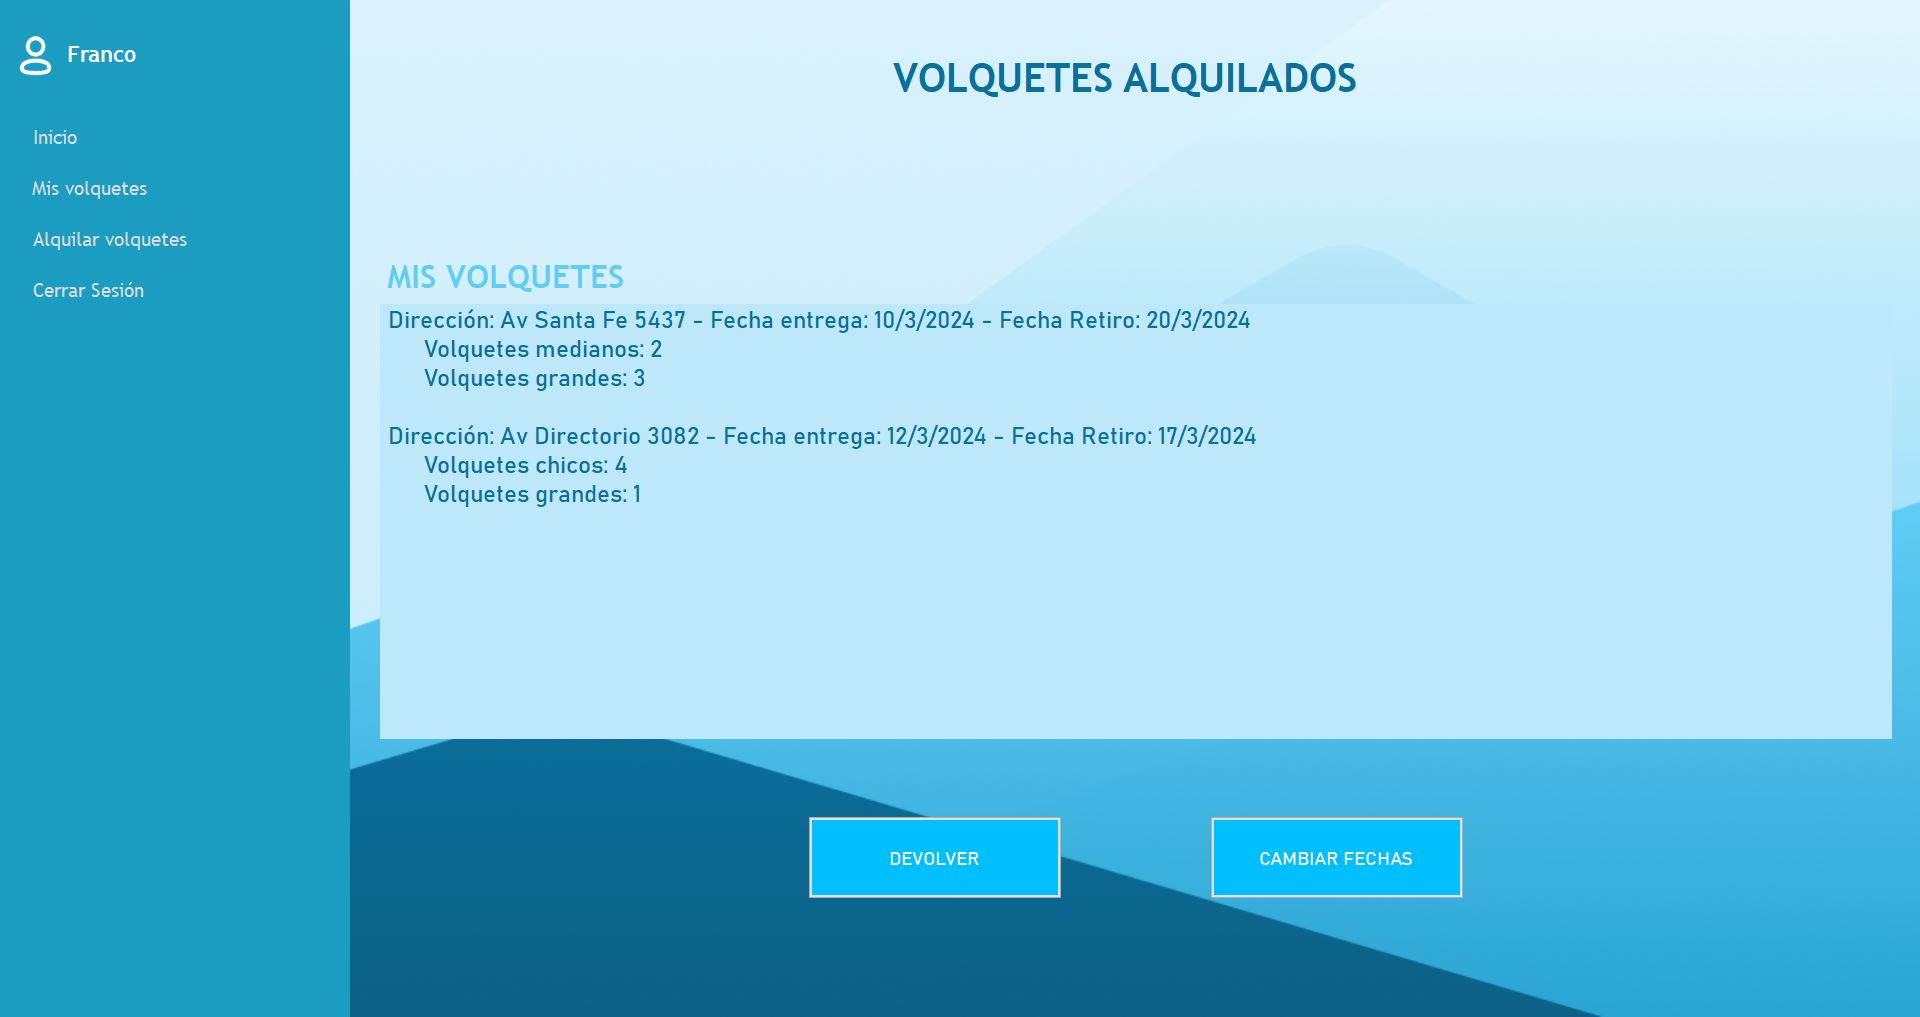 Franco
Inicio
Mis volquetes
Alquilar volquetes
Cerrar Sesión
VOLQUETES ALQUILADOS
MIS VOLQUETES
Dirección: Av Santa Fe 5437 - Fecha entrega: 10/3/2024 - Fecha Retiro: 20/3/2024
Volquetes medianos: 2
Volquetes grandes: 3
Dirección: Av Directorio 3082 - Fecha entrega: 12/3/2024 - Fecha Retiro: 17/3/2024
Volquetes chicos: 4
Volquetes grandes: 1
DEVOLVER
CAMBIAR FECHAS